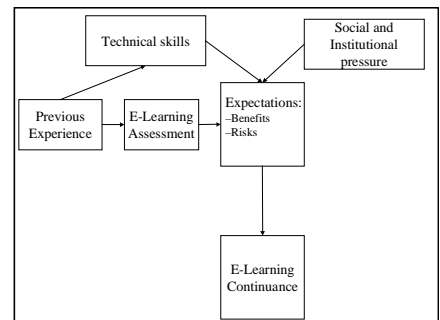 Technical skills
Social and
Institutional
pressure
Previous
Experience
E-Learning
Assessment
Expectations:
–Benefits
–Risks
E-Learning
Continuance